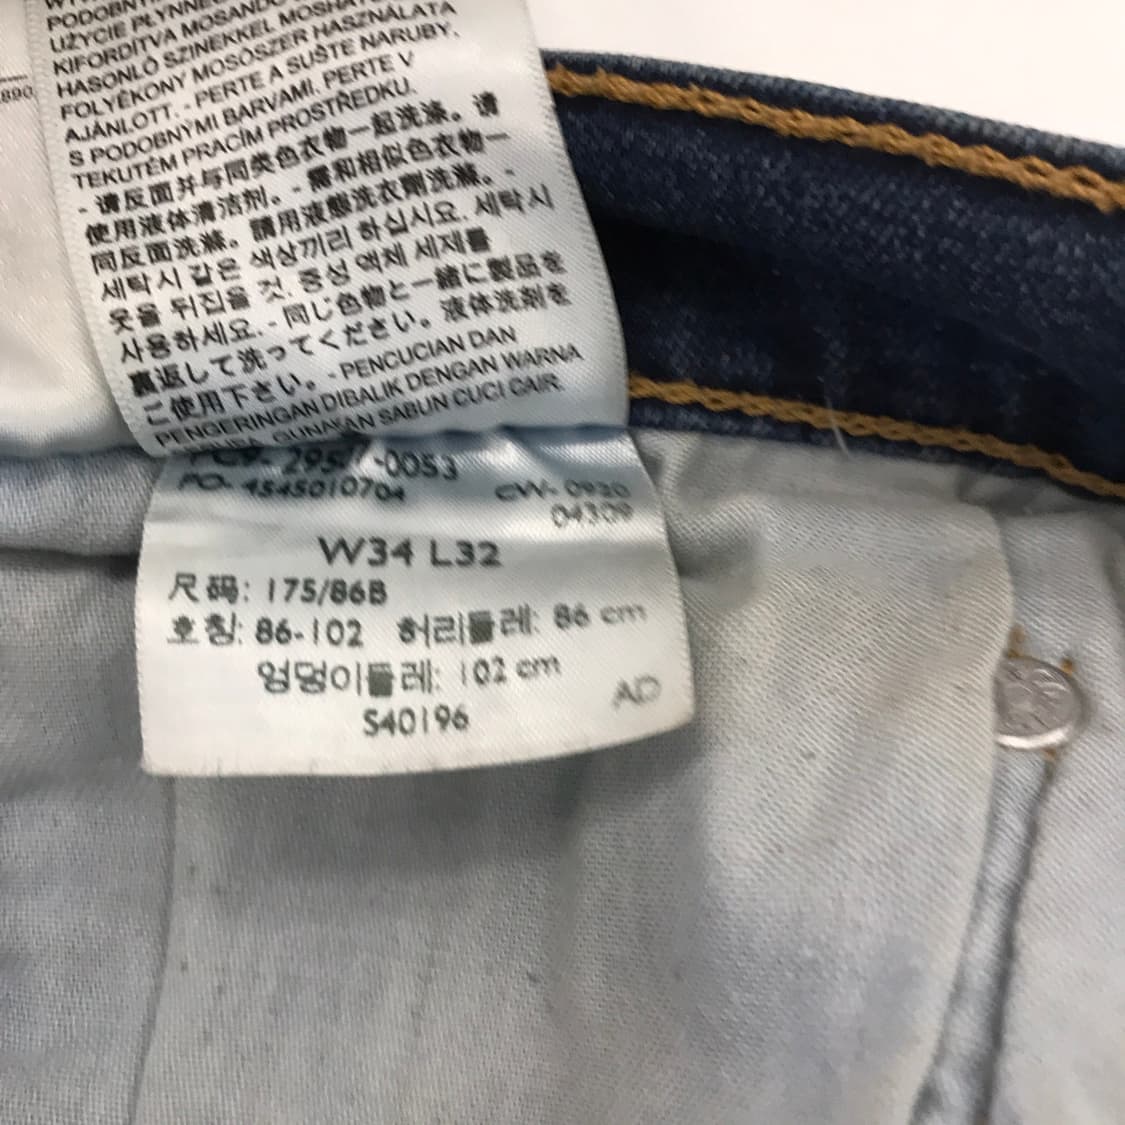 PODOBNY
UŻYCIE PŁYNNEGO
KIFORDÍTVA MOSANDÓ
HASONLÓ SZINEKKEL MOSHATÓ
FOLYÉKONY MOSÓSZER HASZNÁLATA
AJÁNLOTT. - PERTE A SUŠTE NARUBY,
S PODOBNÝMI BARVAMI. PERTE V
TEKUTÉM PRACÍM PROSTŘEDKU.
- 请反面并与同类色衣物一起洗涤。请
使用液体清洁剂。- 需和相似色衣物一
同反面洗滌。請用液態洗衣劑洗滌。-
세탁시 같은 색상끼리 하십시요. 세탁시
옷을 뒤집을 것. 중성 액체 세제를
사용하세요. - 同じ色物と一緒に製品を
裏返して洗ってください。液体洗剤を
ご使用下さい。- PENCUCIAN DAN
PENGERINGAN DIBALIK DENGAN WARNA
GUNAKAN SABUN CUCI CAIR.
890
-0053
PO- 4545010704 CW- 0920
04309
W34 L32
尺码: 175/86B
호칭: 86-102 허리둘레: 86 cm
엉덩이둘레: 102 cm
S40196 AD